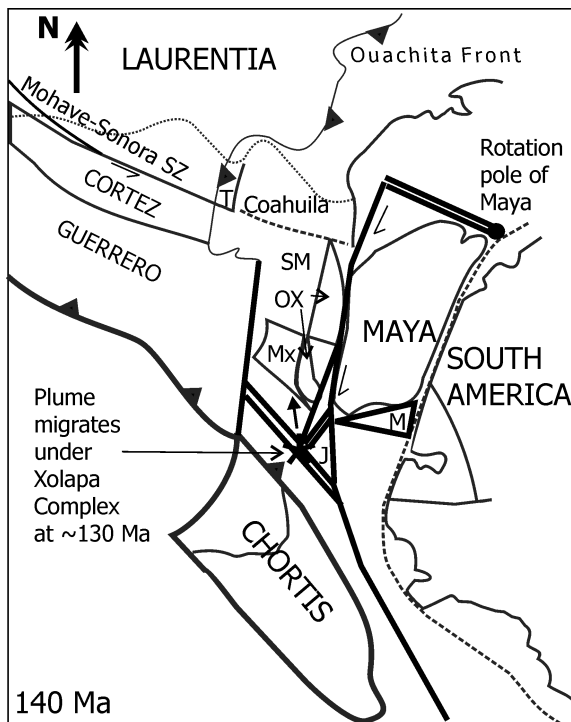 N
LAURENTIA
Ouachita Front
Mohave-Sonora SZ
CORTEZ
T
Coahuila
Rotation
pole of
Maya
GUERRERO
SM
OX
Mx
MAYA
SOUTH
AMERICA
M
J
Plume
migrates
under
Xolapa
Complex
at ~130 Ma
CHORTIS
140 Ma